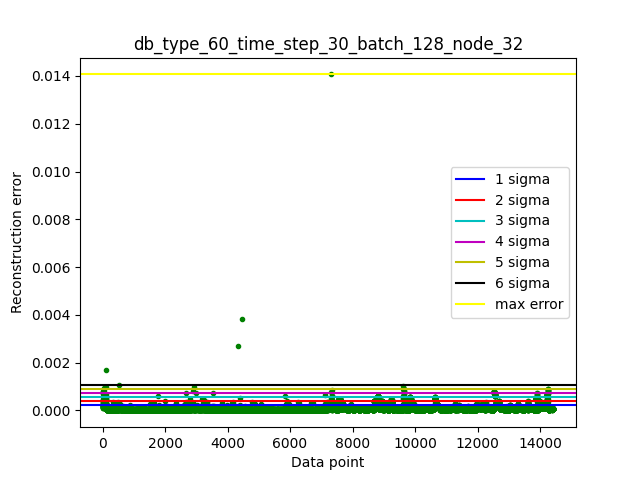 db_type_60_time_step_30_batch_128_node_32
0.014
0.012
0.010
0.008
0.006
0.004
0.002
0.000
Reconstruction error
1 sigma
2 sigma
3 sigma
4 sigma
5 sigma
6 sigma
max error
0 2000 4000 6000 8000 10000 12000 14000
Data point